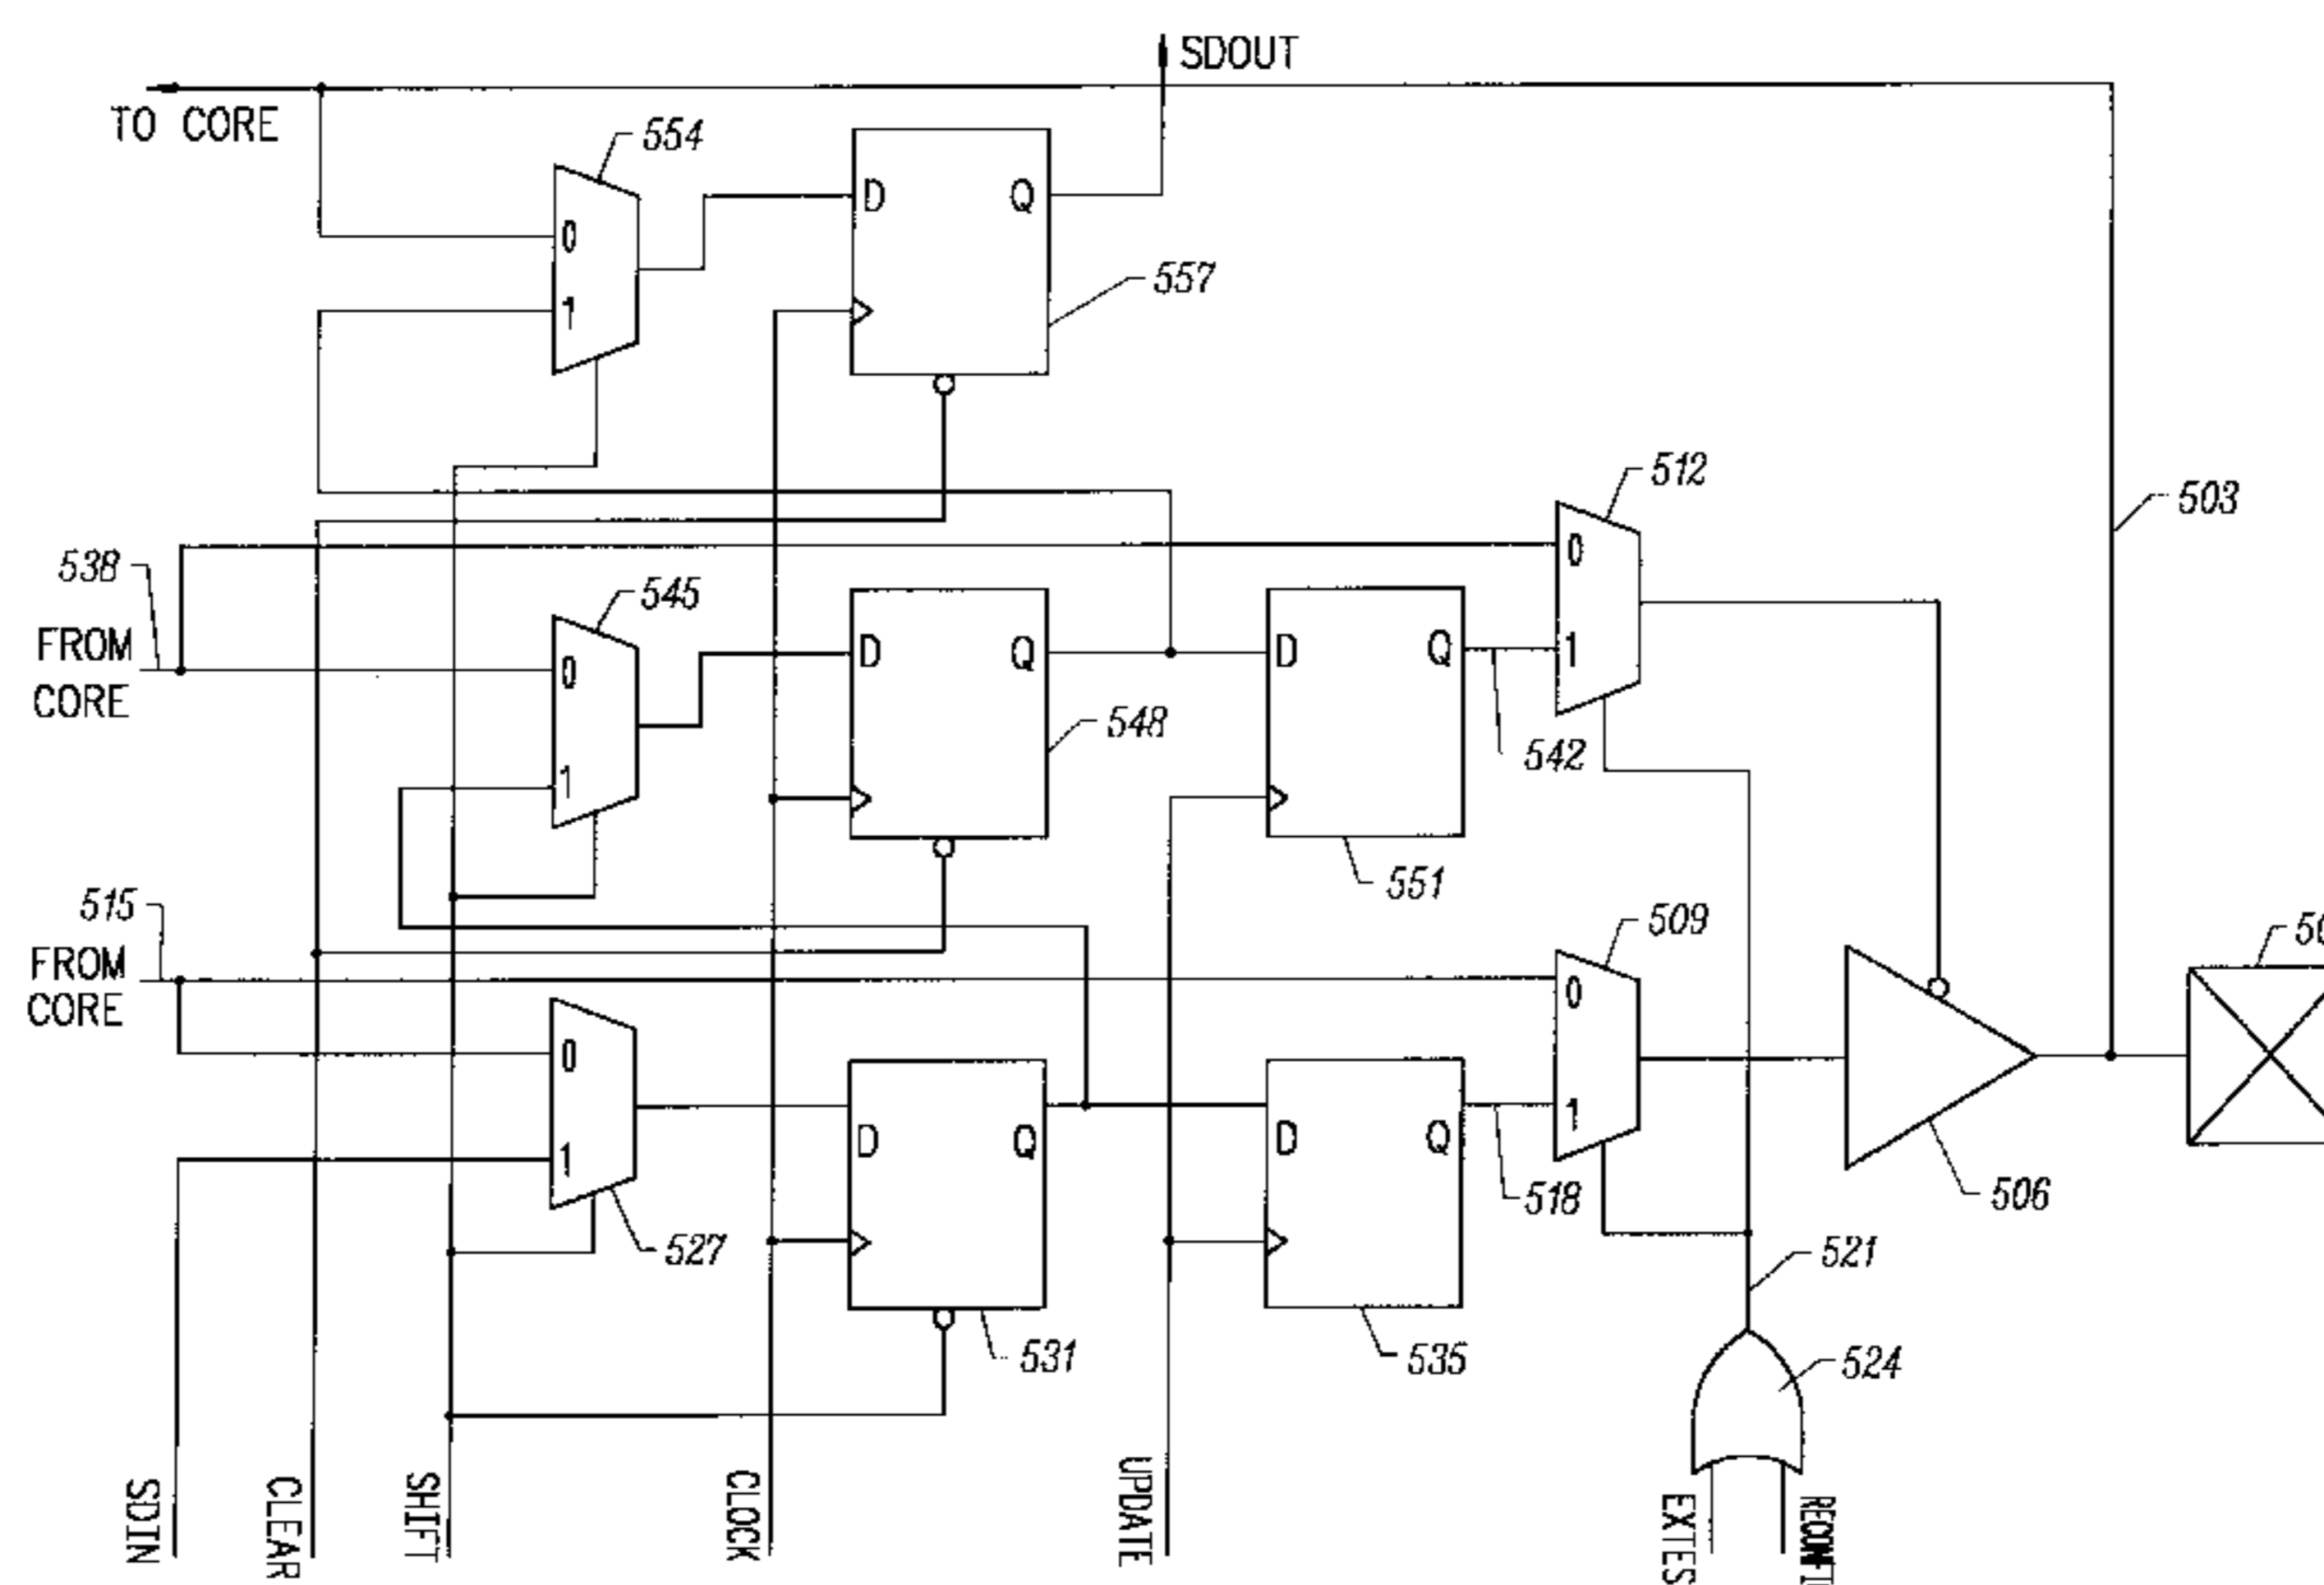 SDOUT
TO CORE
554
0
1
D
Q
557
512
503
538
545
0
1
FROM
CORE
0
1
D
Q
548
D
Q
542
551
515
FROM
CORE
509
0
1
0
1
D
Q
D
Q
518
506
527
521
531
535
524
SDIN
CLEAR
SHIFT
CLOCK
UPDATE
EXTES